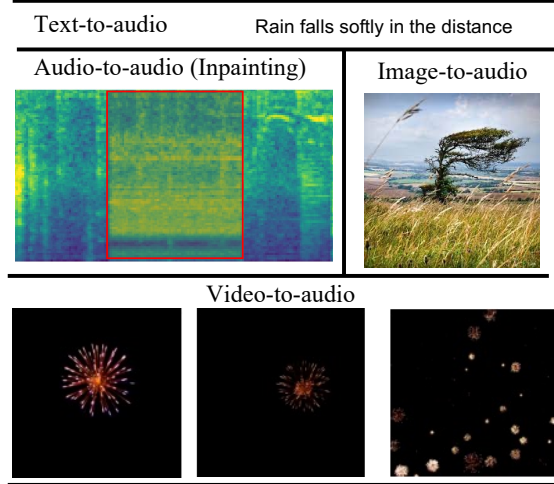 Text-to-audio Rain falls softly in the distance
Audio-to-audio (Inpainting)
Image-to-audio
Video-to-audio